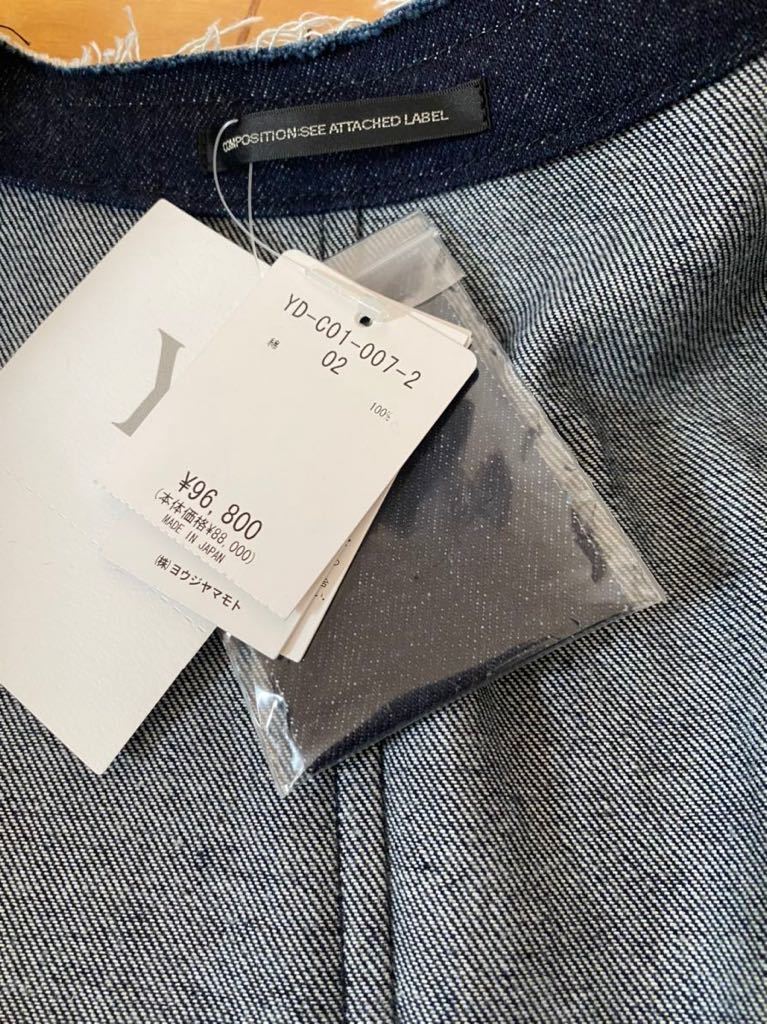 COMPOSITION:SEE ATTACHED LABEL
Y
YD-C01-007-2
02
綿
100%
¥96,800
(本体価格¥88,000)
MADE IN JAPAN
(株)ヨウジヤマモト